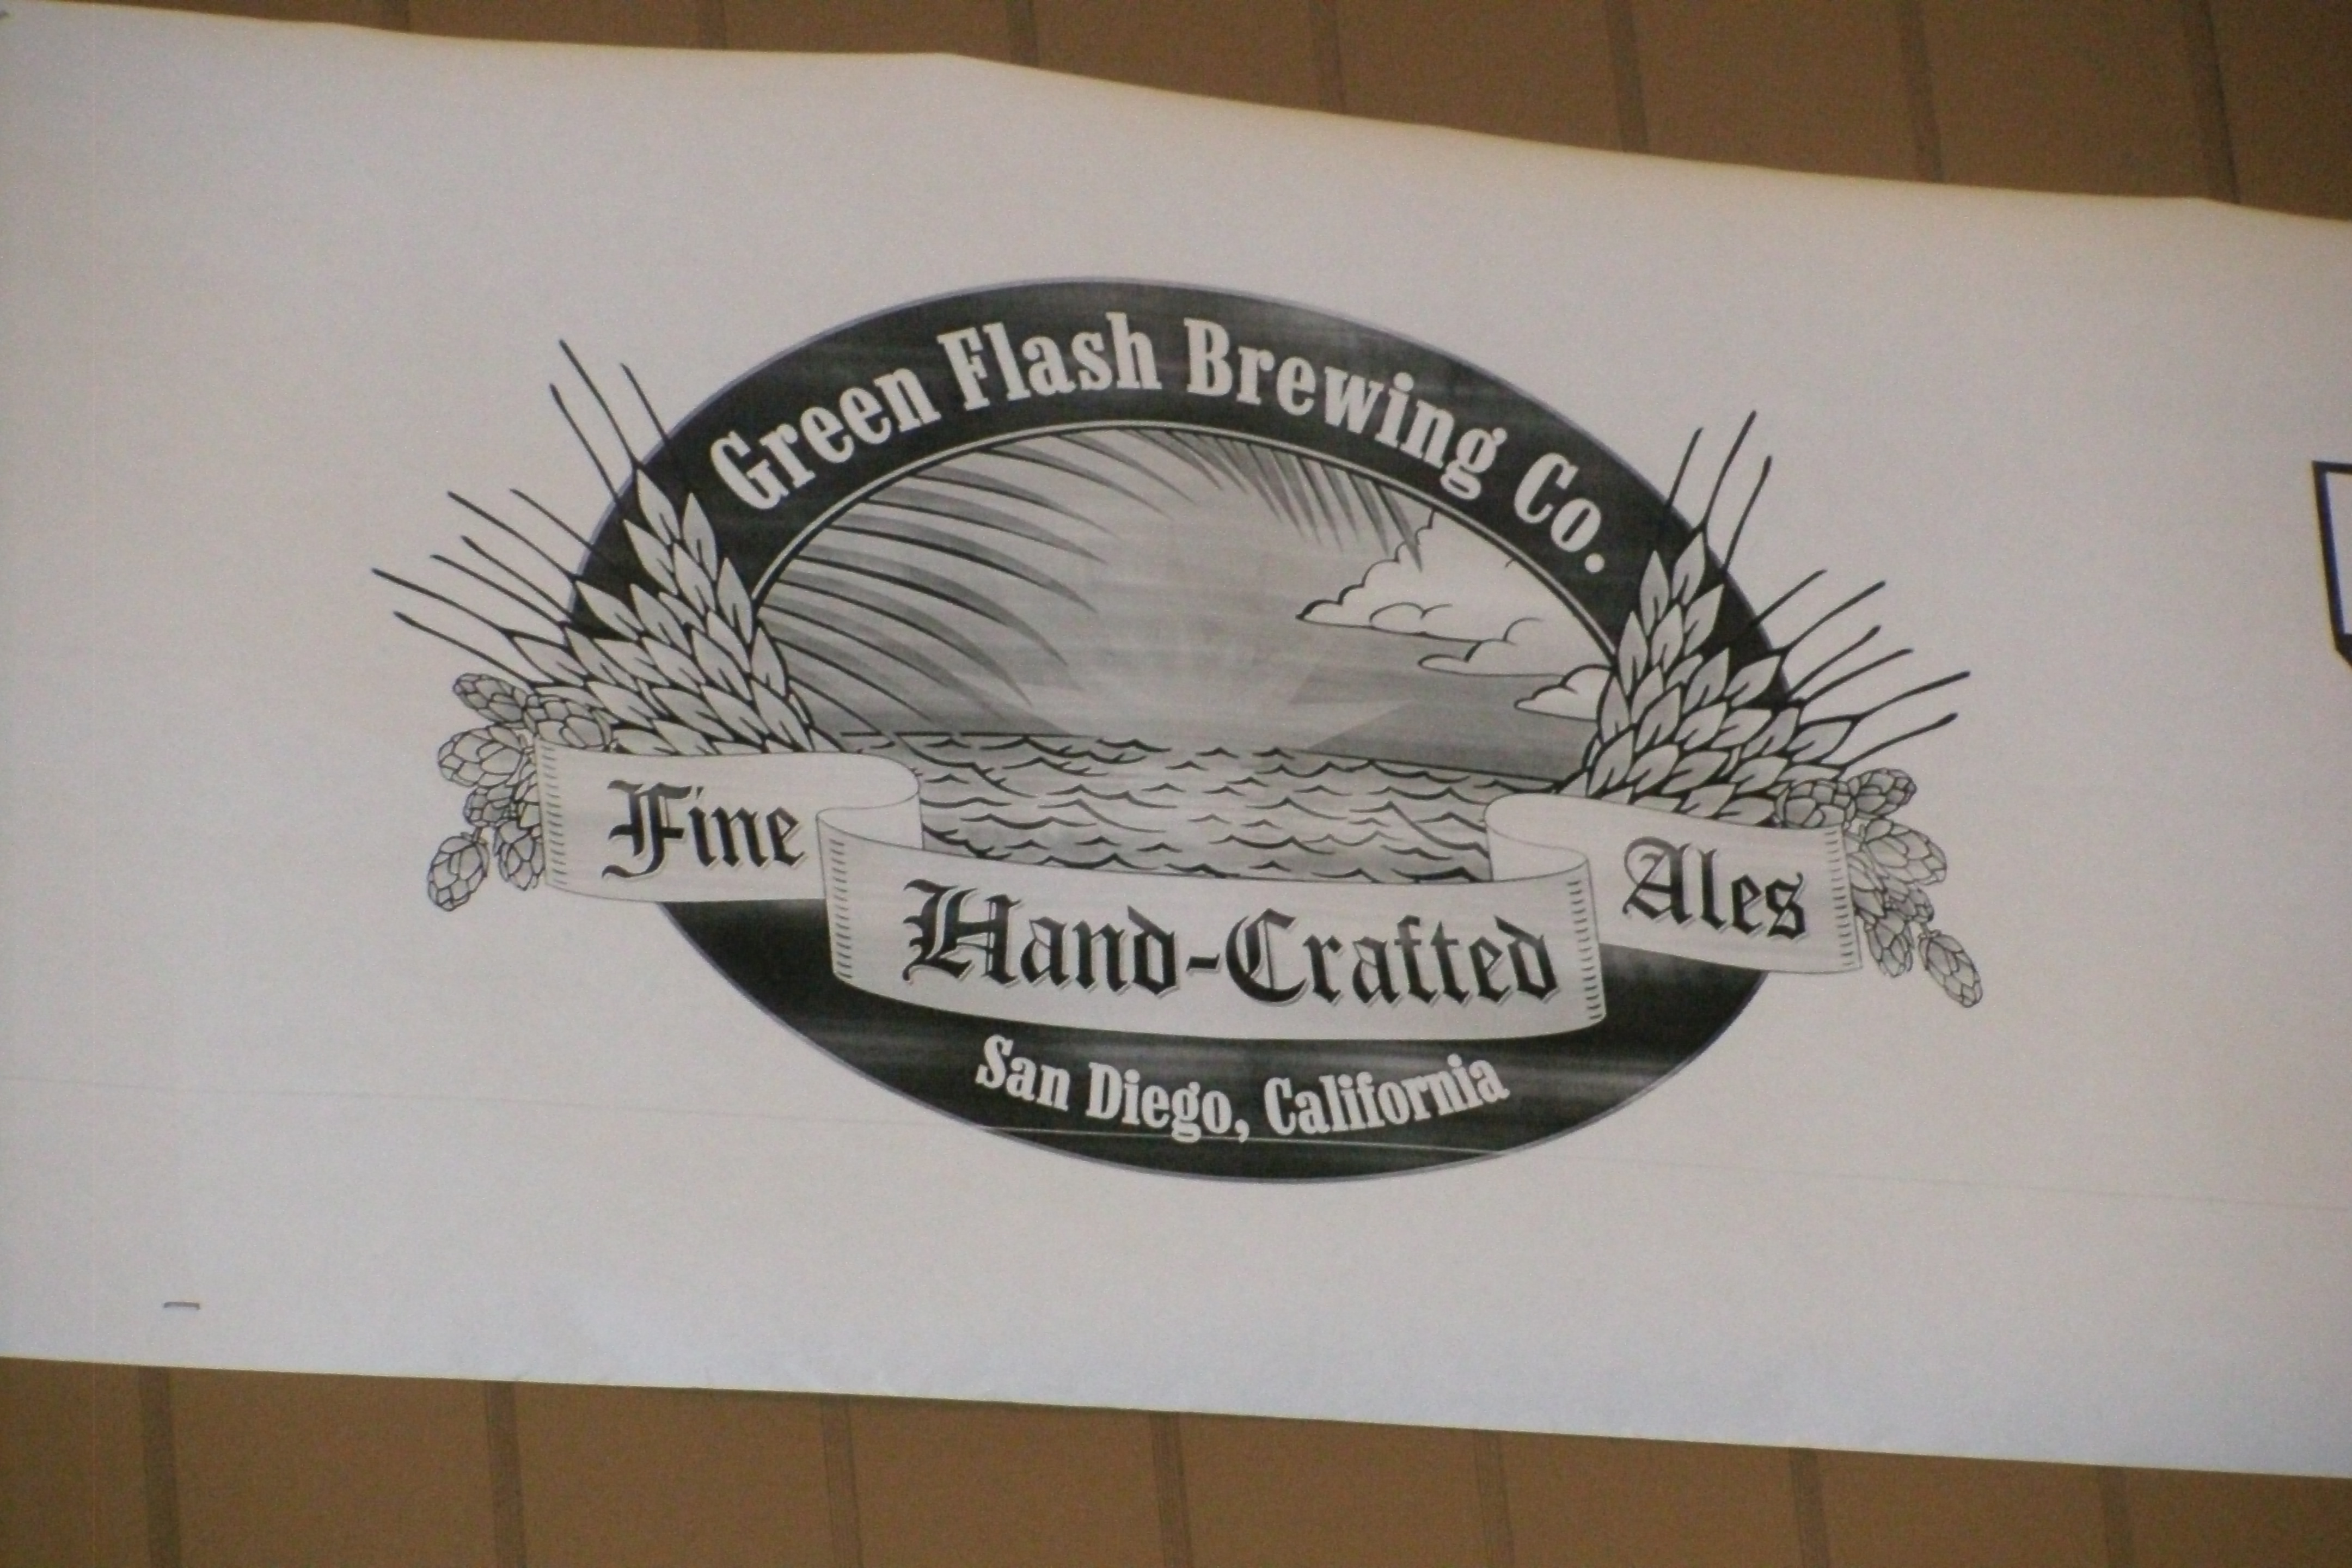 Green Flash Brewing Co.
Fine
Hand-Crafted
Ales
San Diego, California